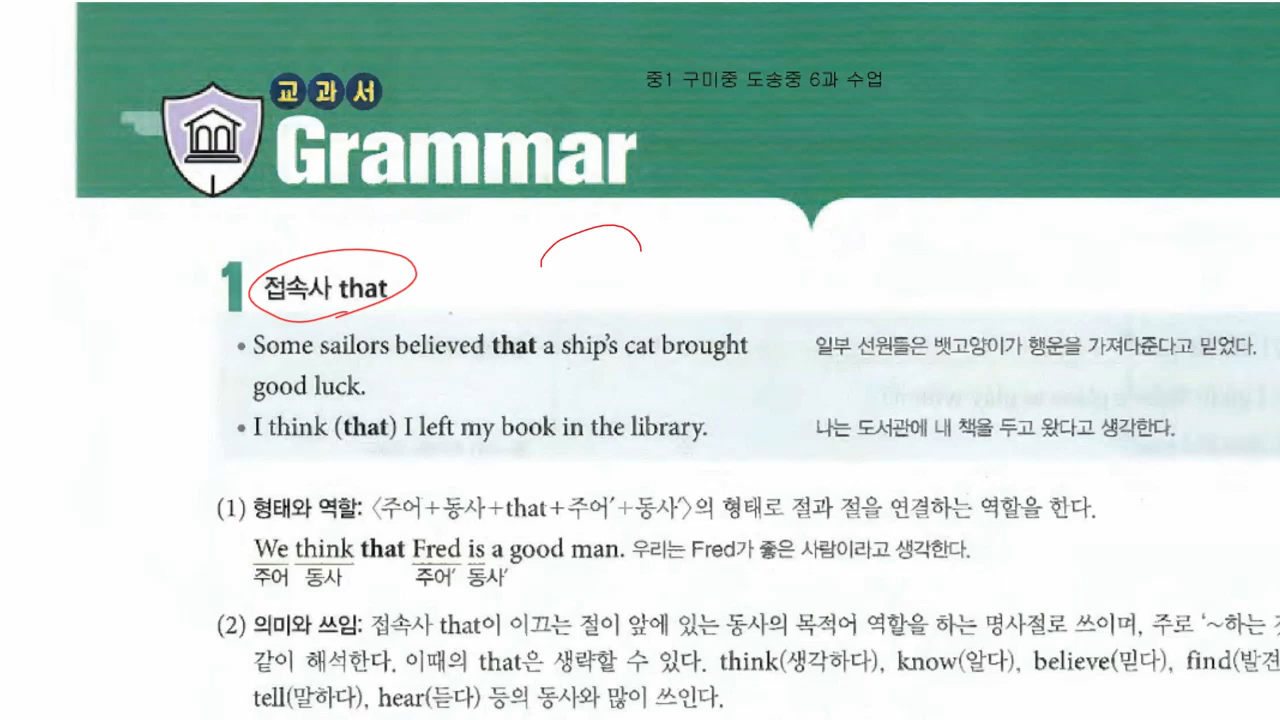 중1 구미중 도송중 6과 수업
교과서
Grammar
1 접속사 that
• Some sailors believed that a ship's cat brought 일부 선원들은 뱃고양이가 행운을 가져다준다고 믿었다.
good luck.
• I think (that) I left my book in the library. 나는 도서관에 내 책을 두고 왔다고 생각한다.
(1) 형태와 역할: 〈주어+동사+that+주어′+동사′〉의 형태로 절과 절을 연결하는 역할을 한다.
We think that Fred is a good man. 우리는 Fred가 좋은 사람이라고 생각한다.
주어 동사 주어′ 동사′
(2) 의미와 쓰임: 접속사 that이 이끄는 절이 앞에 있는 동사의 목적어 역할을 하는 명사절로 쓰이며, 주로 '~하는
같이 해석한다. 이때의 that은 생략할 수 있다. think(생각하다), know(알다), believe(믿다), find(발견
tell(말하다), hear(듣다) 등의 동사와 많이 쓰인다.